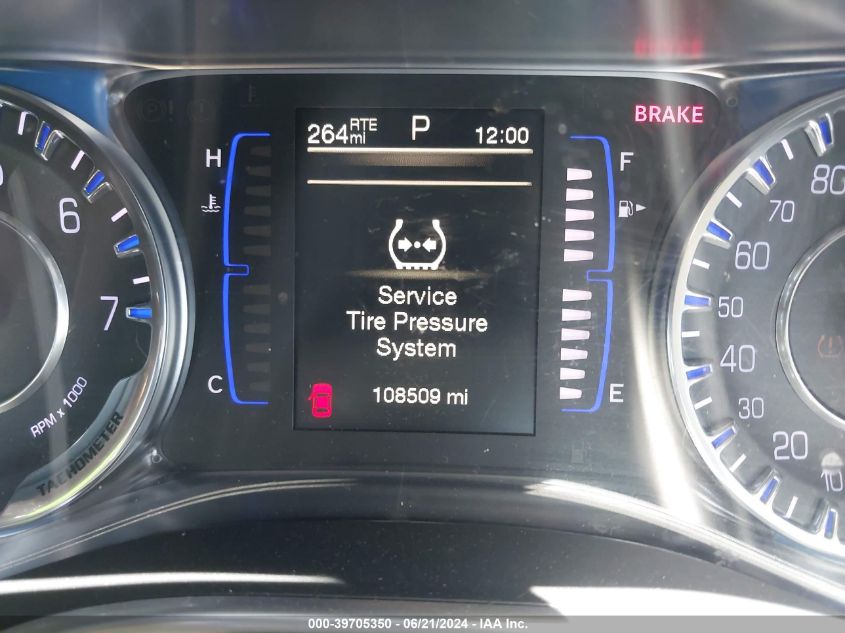 BRAKE
264 RTE mi P 12:00
H
F
Service
Tire Pressure
System
108509 mi
C
E
6
7
RPM x 1000
TACHOMETER
80
70
60
50
40
30
20
10
000-39705350 - 06/21/2024 - IAA Inc.